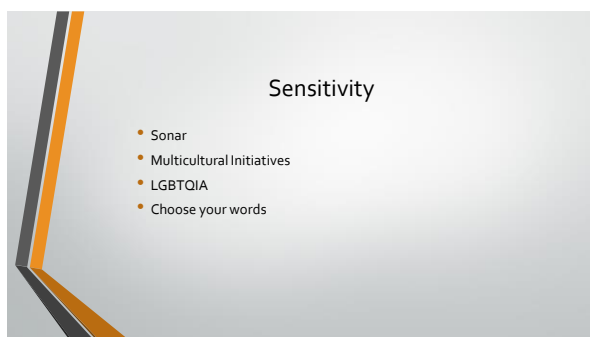 Sensitivity
• Sonar
• Multicultural Initiatives
• LGBTQIA
• Choose your words